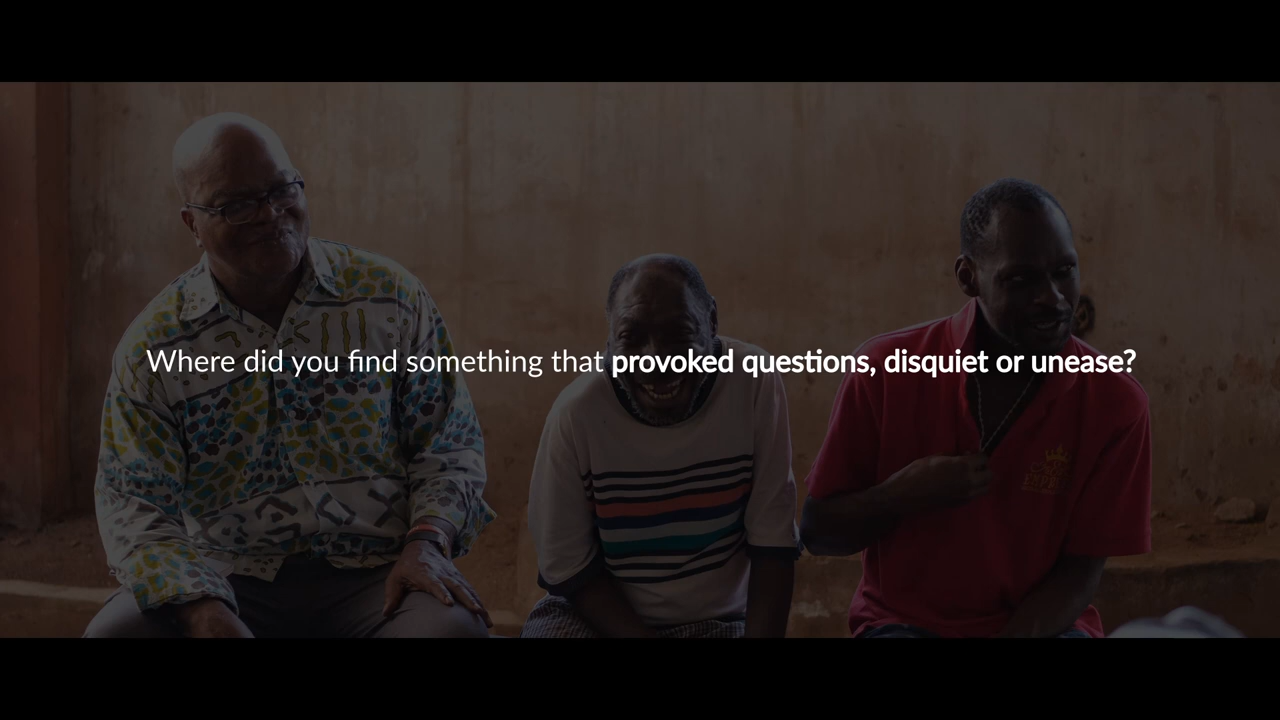 Where did you find something that provoked questions, disquiet or unease?